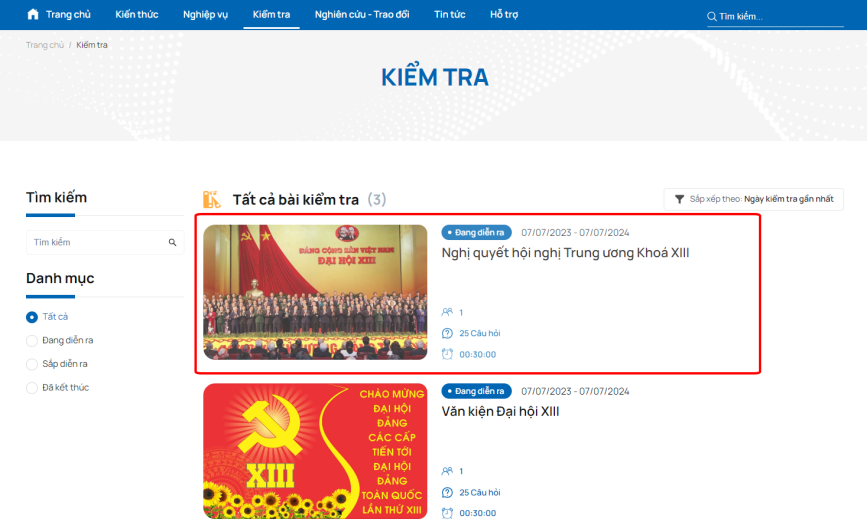 Trang chủ Kiến thức Nghiệp vụ Kiểm tra Nghiên cứu - Trao đổi Tin tức Hỗ trợ Tìm kiếm...
Trang chủ / Kiểm tra
KIỂM TRA
Tìm kiếm
Tìm kiếm
Danh mục
Tất cả
Đang diễn ra
Sắp diễn ra
Đã kết thúc
Tất cả bài kiểm tra (3)
Sắp xếp theo: Ngày kiểm tra gần nhất
ĐẢNG CỘNG SẢN VIỆT NAM
ĐẠI HỘI XIII
Đang diễn ra 07/07/2023 - 07/07/2024
Nghị quyết hội nghị Trung ương Khoá XIII
1
25 Câu hỏi
00:30:00
CHÀO MỪNG
ĐẠI HỘI
ĐẢNG
CÁC CẤP
TIẾN TỚI
ĐẠI HỘI
ĐẢNG
TOÀN QUỐC
LẦN THỨ XIII
XIII
Đang diễn ra 07/07/2023 - 07/07/2024
Văn kiện Đại hội XIII
1
25 Câu hỏi
00:30:00